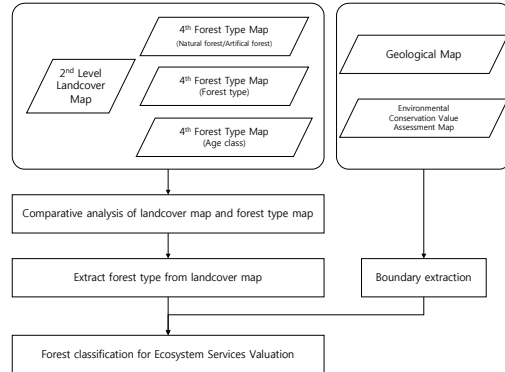 4th Forest Type Map
(Natural forest/Artifical forest)
2nd Level
Landcover
Map
4th Forest Type Map
(Forest type)
4th Forest Type Map
(Age class)
Geological Map
Environmental
Conservation Value
Assessment Map
Comparative analysis of landcover map and forest type map
Extract forest type from landcover map
Boundary extraction
Forest classification for Ecosystem Services Valuation